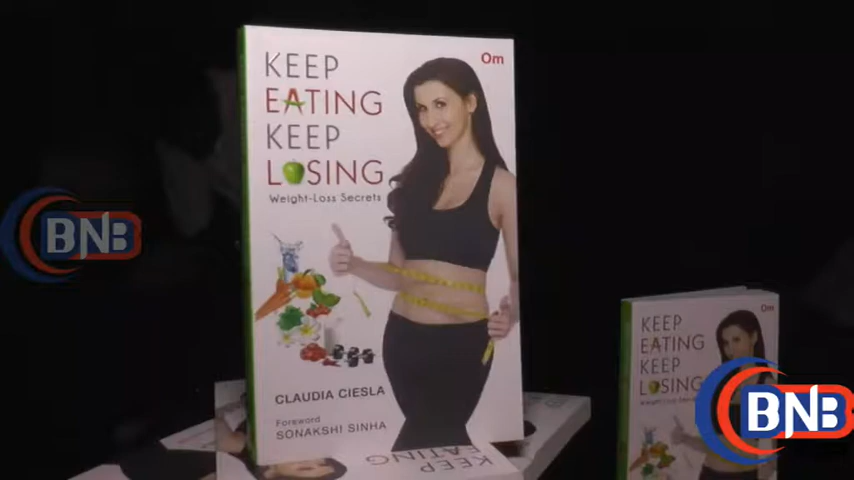 KEEP
EATING
KEEP
LOSING
Weight-Loss Secrets
Om
CLAUDIA CIESLA
Foreword
SONAKSHI SINHA
KEEP
EATING
BNB
Om
KEEP
EATING
KEEP
LOSING
BNB